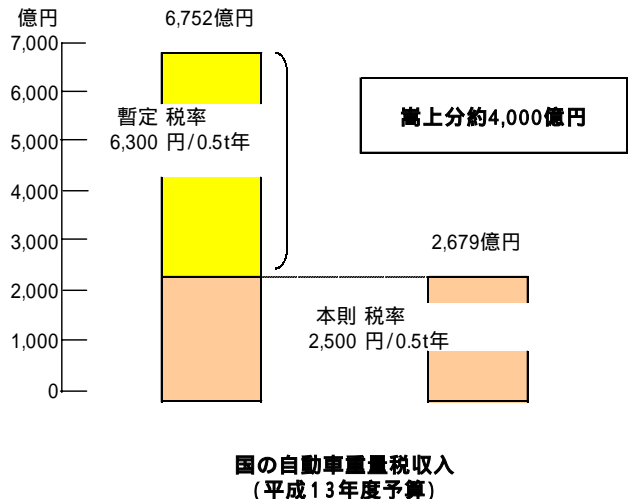 億円
6,752億円
7,000
6,000
5,000
4,000
3,000
2,000
1,000
0
暫定 税率
6,300 円/0.5t年
嵩上分約4,000億円
2,679億円
本則 税率
2,500 円/0.5t年
国の自動車重量税収入
(平成13年度予算)